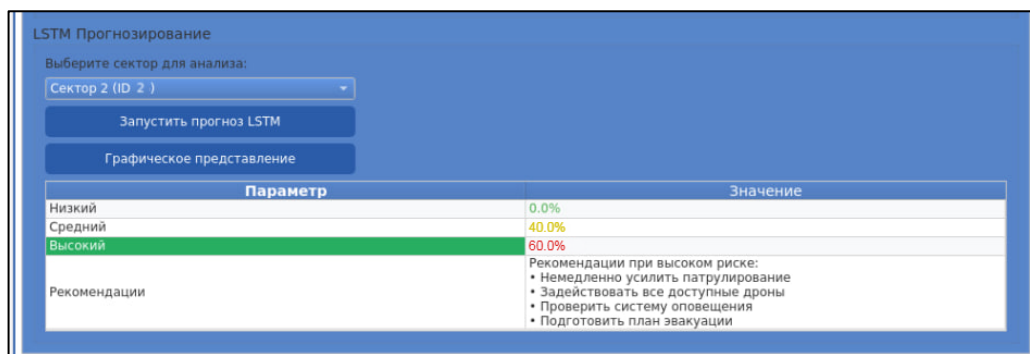 LSTM Прогнозирование
Выберите сектор для анализа:
Сектор 2 (ID 2 )
Запустить прогноз LSTM
Графическое представление
Параметр Значение
Низкий 0.0%
Средний 40.0%
Высокий 60.0%
Рекомендации
Рекомендации при высоком риске:
• Немедленно усилить патрулирование
• Задействовать все доступные дроны
• Проверить систему оповещения
• Подготовить план эвакуации